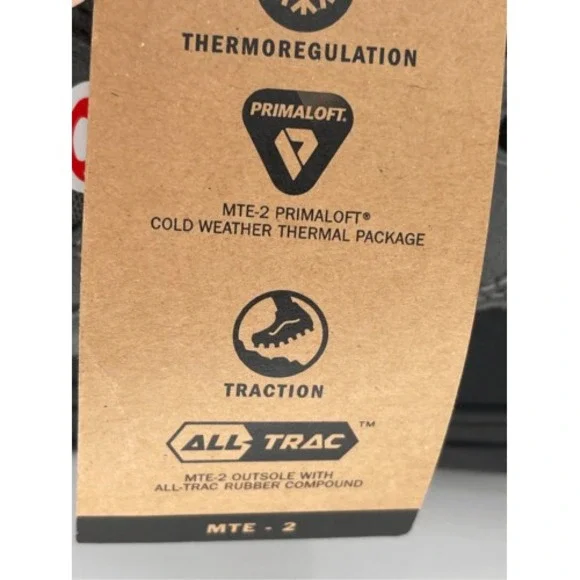 THERMOREGULATION
PRIMALOFT®
MTE-2 PRIMALOFT®
COLD WEATHER THERMAL PACKAGE
TRACTION
ALL TRAC™
MTE-2 OUTSOLE WITH
ALL-TRAC RUBBER COMPOUND
MTE - 2